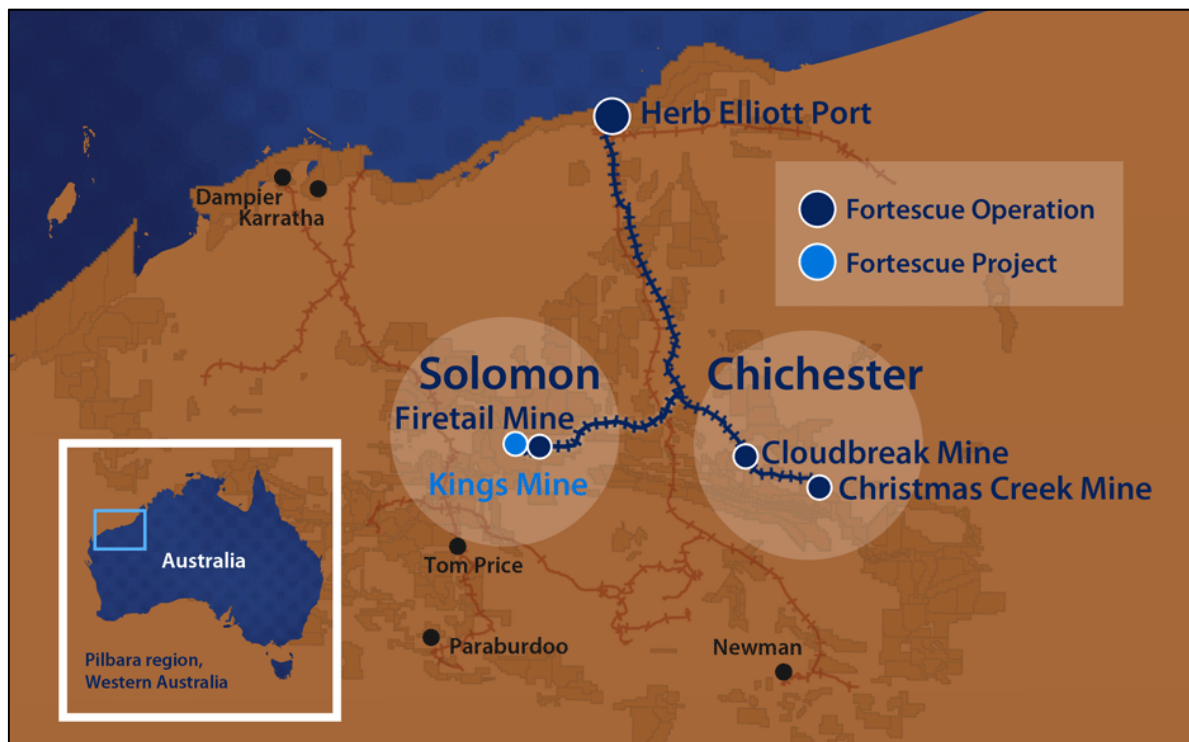 Herb Elliott Port
Fortescue Operation
Fortescue Project
Dampier
Karratha
Solomon
Firetail Mine
Kings Mine
Chichester
Cloudbreak Mine
Christmas Creek Mine
Tom Price
Paraburdoo
Newman
Australia
Pilbara region,
Western Australia